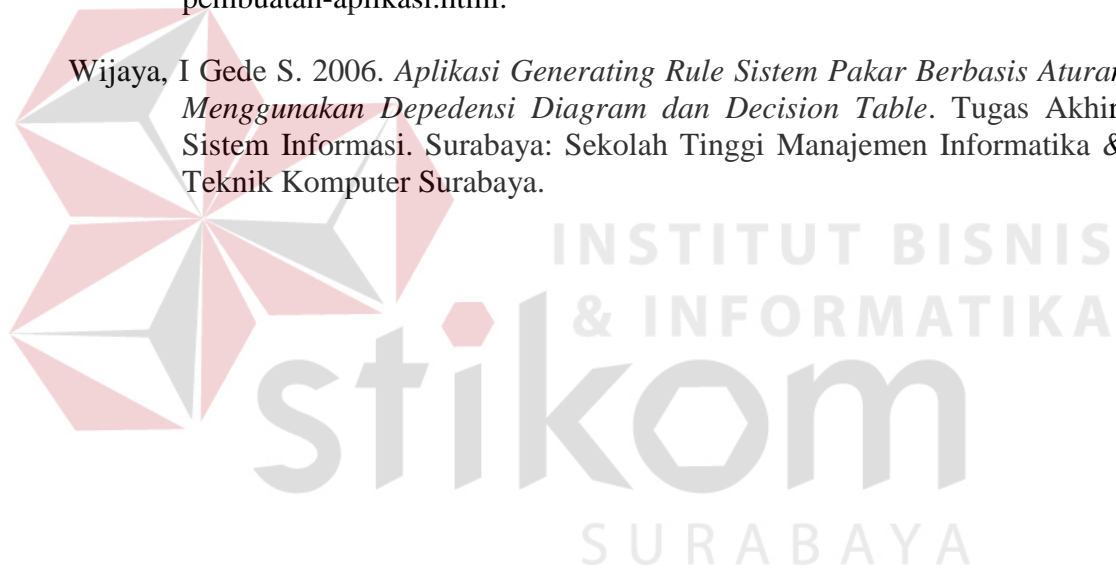 pembuatan-aplikasi.html.
Wijaya, I Gede S. 2006. Aplikasi Generating Rule Sistem Pakar Berbasis Aturan
Menggunakan Depedensi Diagram dan Decision Table. Tugas Akhir
Sistem Informasi. Surabaya: Sekolah Tinggi Manajemen Informatika &
Teknik Komputer Surabaya.
INSTITUT BISNIS
& INFORMATIKA
stikom
SURABAYA